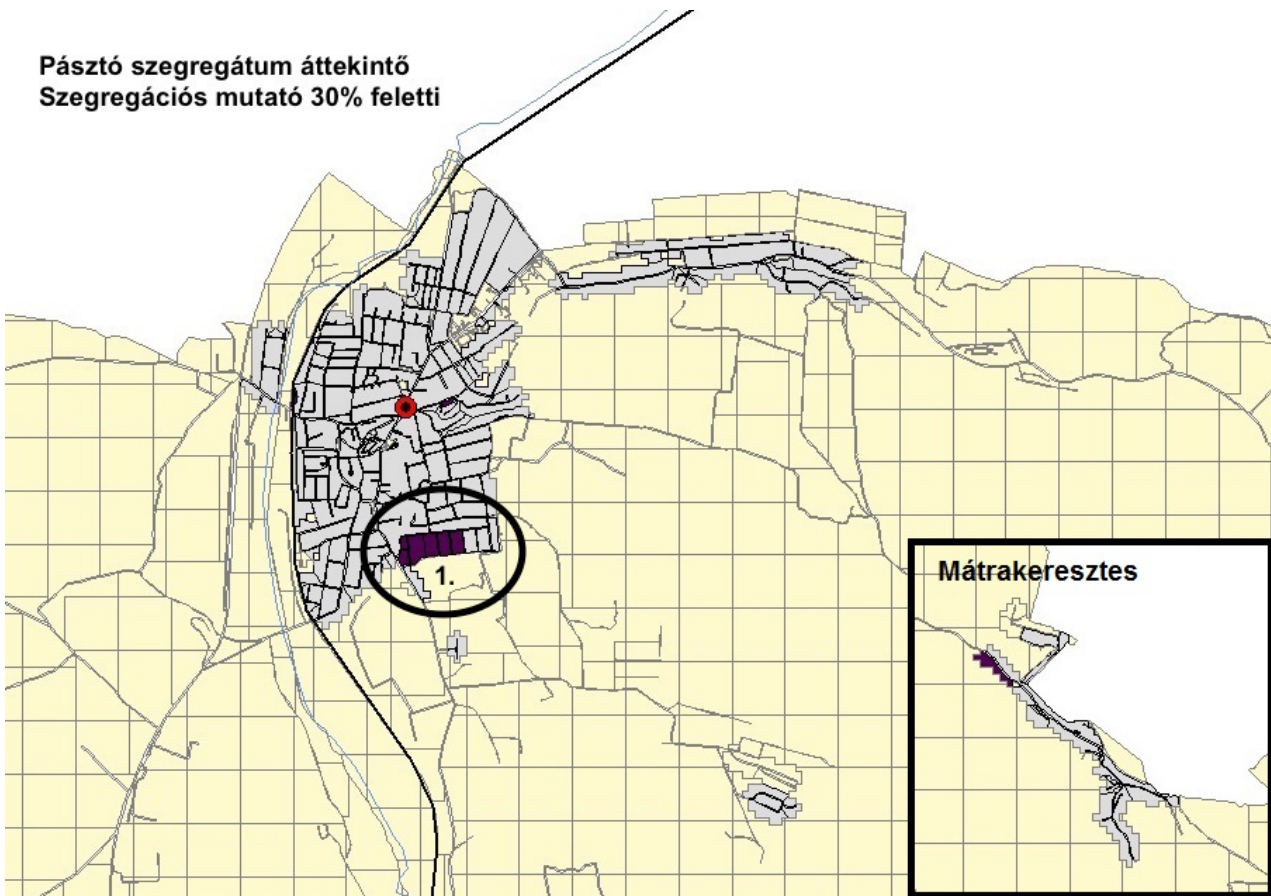 Pásztó szegregátum áttekintő
Szegregációs mutató 30% feletti
1.
Mátrakeresztes